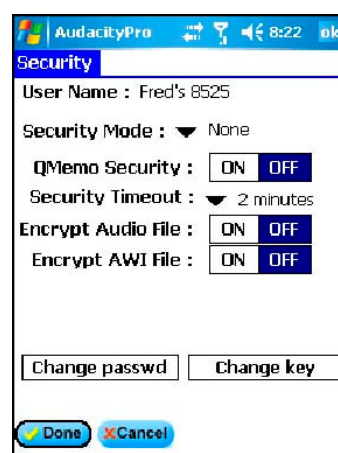 AudacityPro 8:22 ok
Security
User Name : Fred's 8525
Security Mode : None
QMemo Security : ON OFF
Security Timeout : 2 minutes
Encrypt Audio File : ON OFF
Encrypt AWI File : ON OFF
Change passwd Change key
Done Cancel